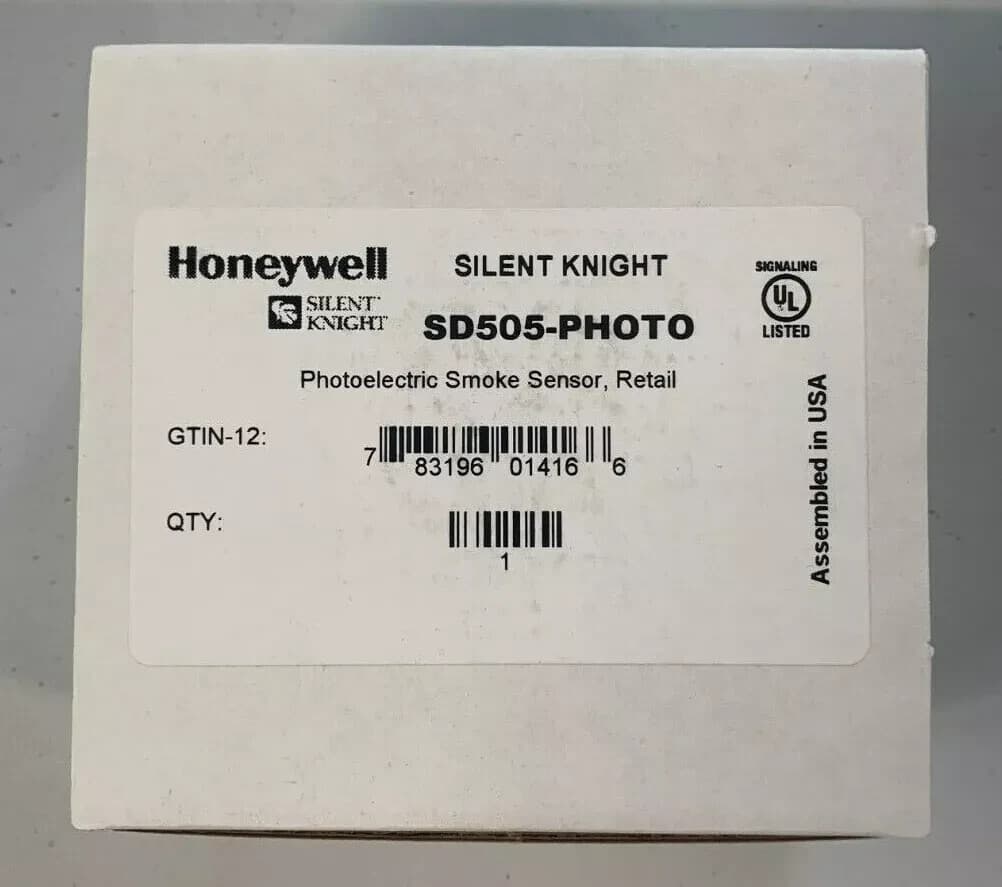 Honeywell
SILENT
KNIGHT
SILENT KNIGHT
SD505-PHOTO
Photoelectric Smoke Sensor, Retail
SIGNALING
UL
LISTED
GTIN-12:
7 83196 01416 6
QTY:
1
Assembled in USA